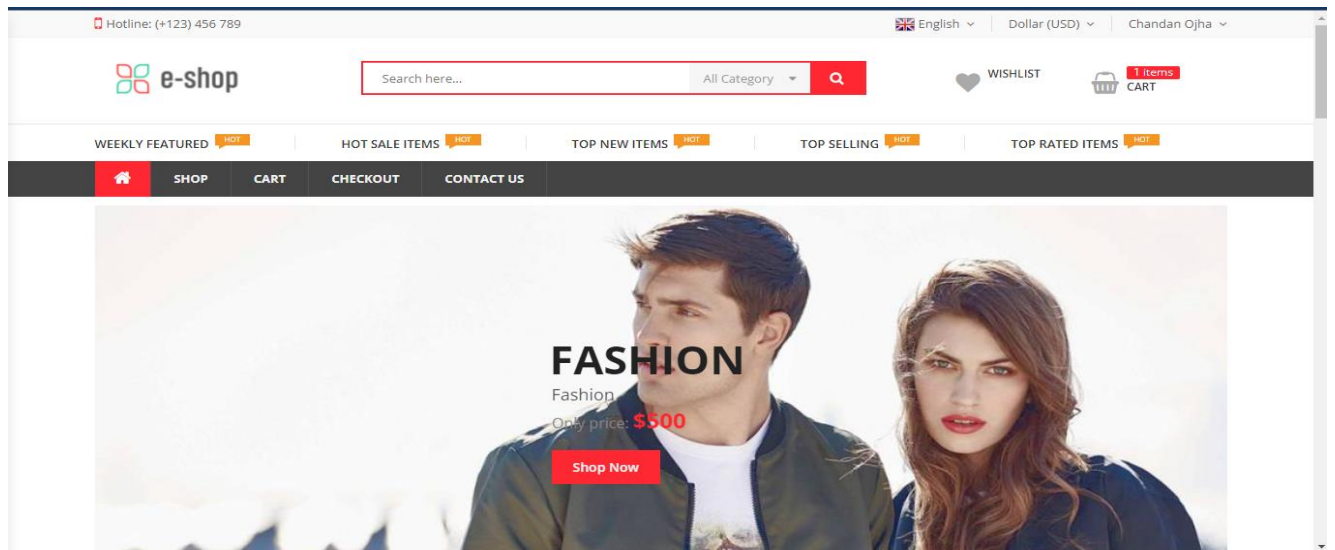 Hotline: (+123) 456 789 English Dollar (USD) Chandan Ojha
e-shop Search here... All Category WISHLIST 1 items
CART
WEEKLY FEATURED HOT HOT SALE ITEMS HOT TOP NEW ITEMS HOT TOP SELLING HOT TOP RATED ITEMS HOT
SHOP CART CHECKOUT CONTACT US
FASHION
Fashion
Only price: $500
Shop Now